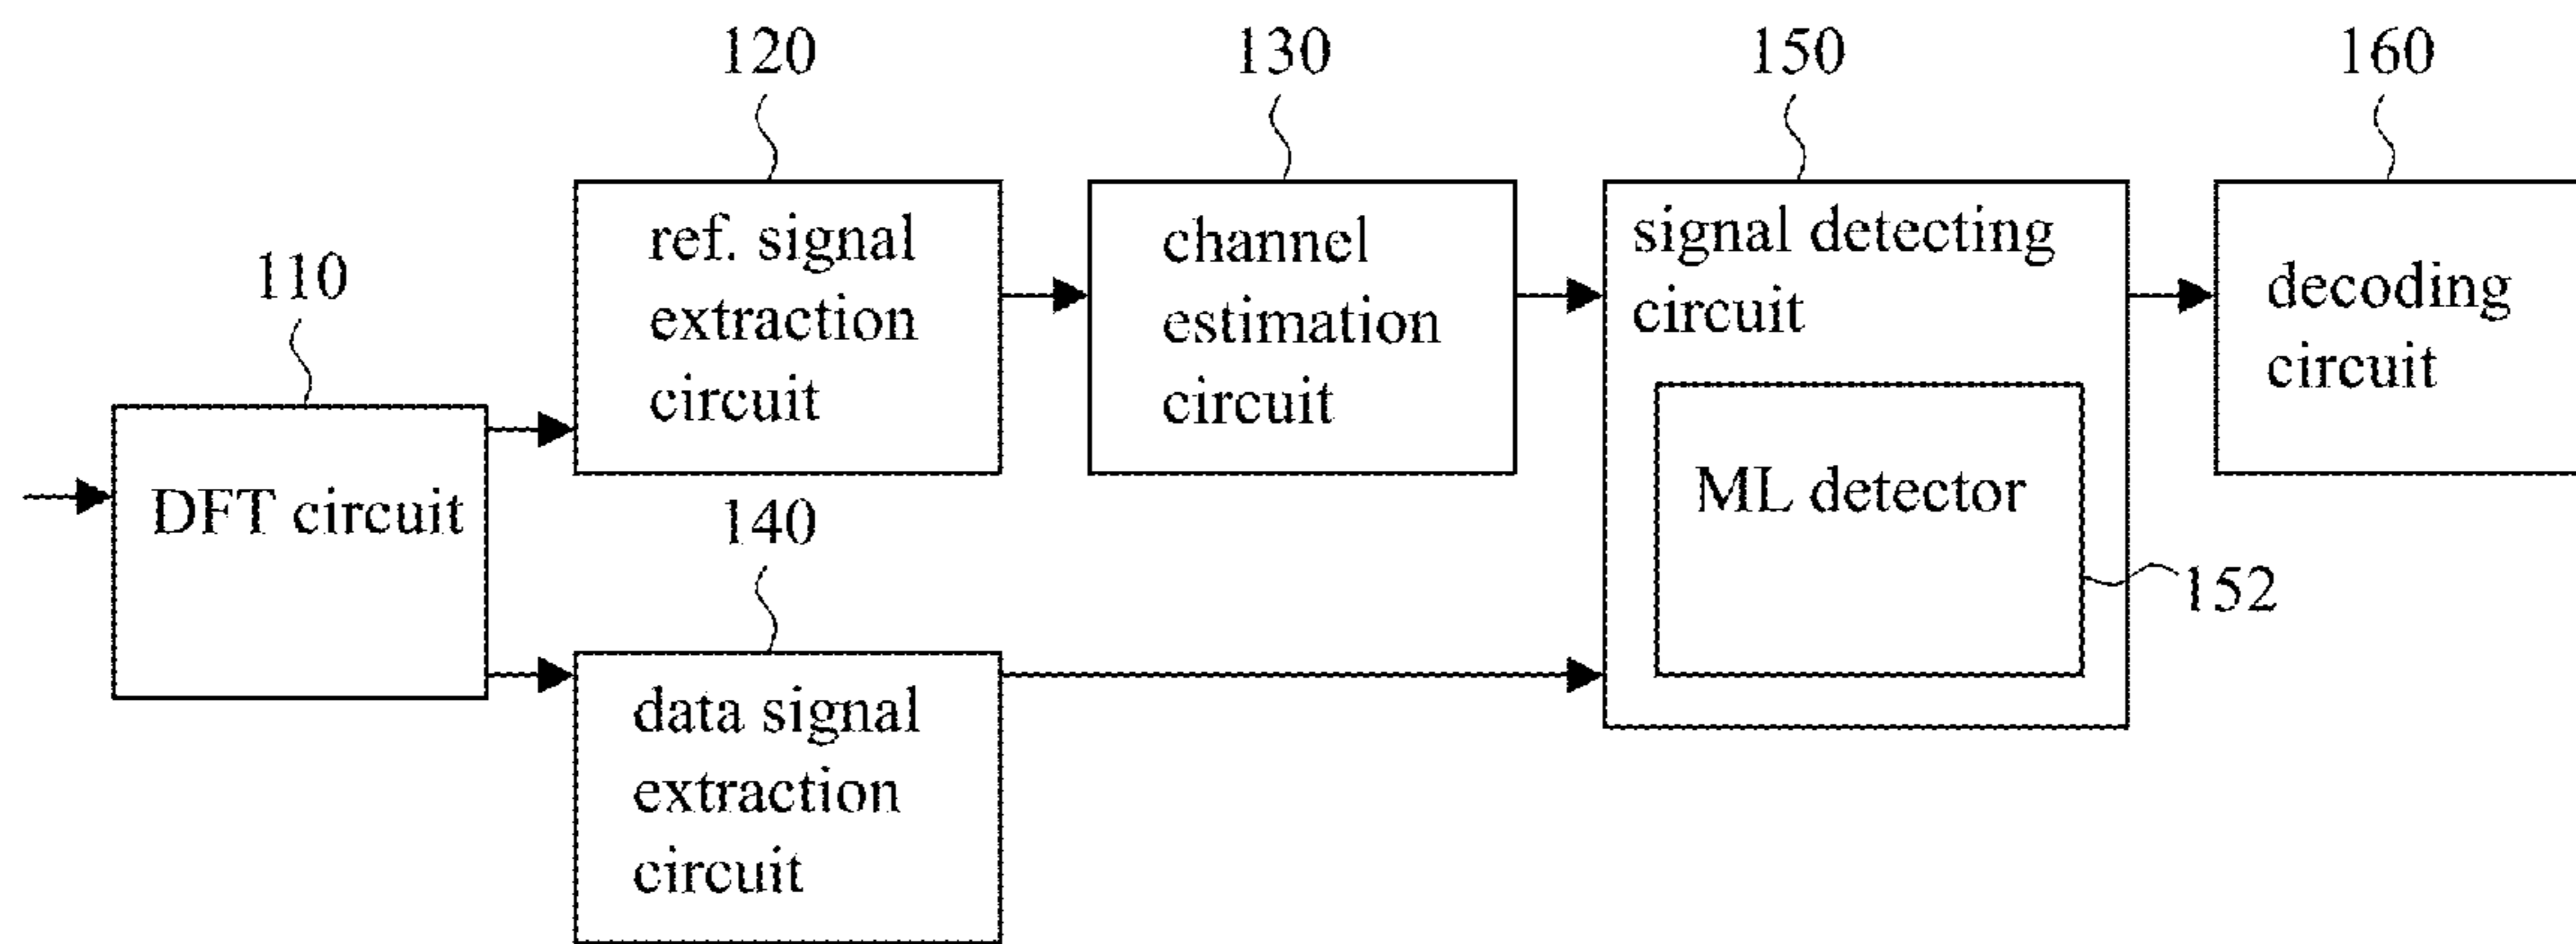 120
130
150
160
110
ref. signal
extraction
circuit
channel
estimation
circuit
signal detecting
circuit
decoding
circuit
DFT circuit
ML detector
140
152
data signal
extraction
circuit